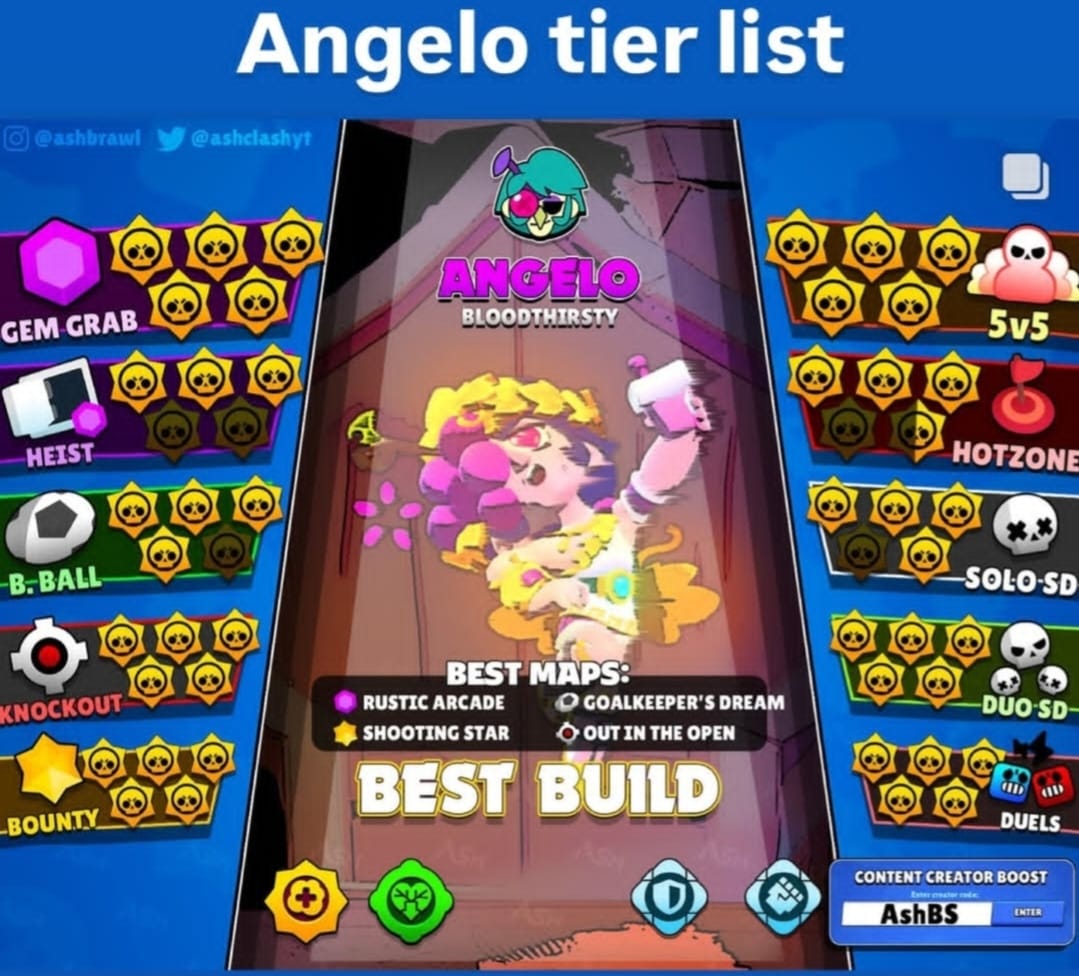 Angelo tier list
@ashbrawl @ashclashyt
ANGELO
BLOODTHIRSTY
GEM GRAB
HEIST
B. BALL
KNOCKOUT
BOUNTY
5v5
HOTZONE
SOLO SD
DUO SD
DUELS
BEST MAPS:
RUSTIC ARCADE GOALKEEPER'S DREAM
SHOOTING STAR OUT IN THE OPEN
BEST BUILD
CONTENT CREATOR BOOST
Enter creator code:
AshBS ENTER